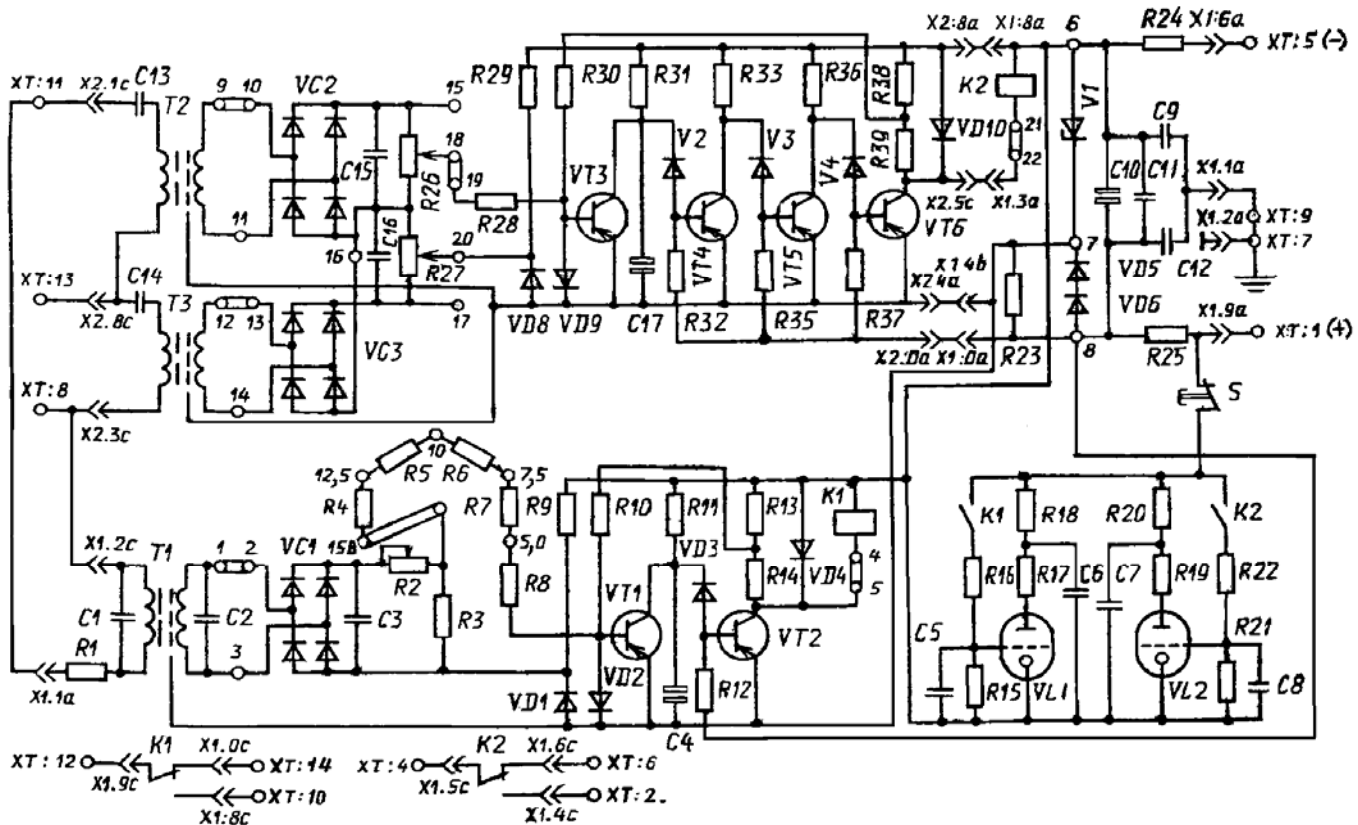 X2:8a X1:8a 6 R24 X1:6a XT:5 (-)
XT:11 X2.1c C13 T2 9 10 VC2 15 R29 R30 R31 R33 R36 R38 K2 V1 C9
18 C15 R26 19 R28 VT3 V2 V3 V4 R39 VD10 21 22 C10 C11 X1.1a
X2.5c X1.3a X1.2a XT:9
11 16 C16 20 R27 VT4 VT5 VT6 7 XT:7
XT:13 C14 T3 X1.4b X2.4a VD5 C12
X2.8c 12 13 VC3 17 VD8 VD9 C17 R32 R35 R37 R23 VD6 X1.9a XT:1 (+)
X2:0a X1:0a 8 R25
XT:8 14 S
X2.3c
10
12,5 R5 R6 7,5
R4 R7 R9 R10 R11 R13 K1 K1 R18 R20 K2
X1.2c T1 1 2 VC1 15В 5,0 VD3 4
R2 R8 R14 VD4 5 R16 R17 C6 C7 R19 R22
C1 C2 C3 R3 VT1 VT2
3 VD2 C5 R21
R1 VD1 R12 R15 VL1 VL2 C8
X1.1a C4
K1 X1.0c K2 X1.6c
XT:12 XT:14 XT:4 XT:6
X1.9c XT:10 X1.5c XT:2.
X1:8c X1.4c